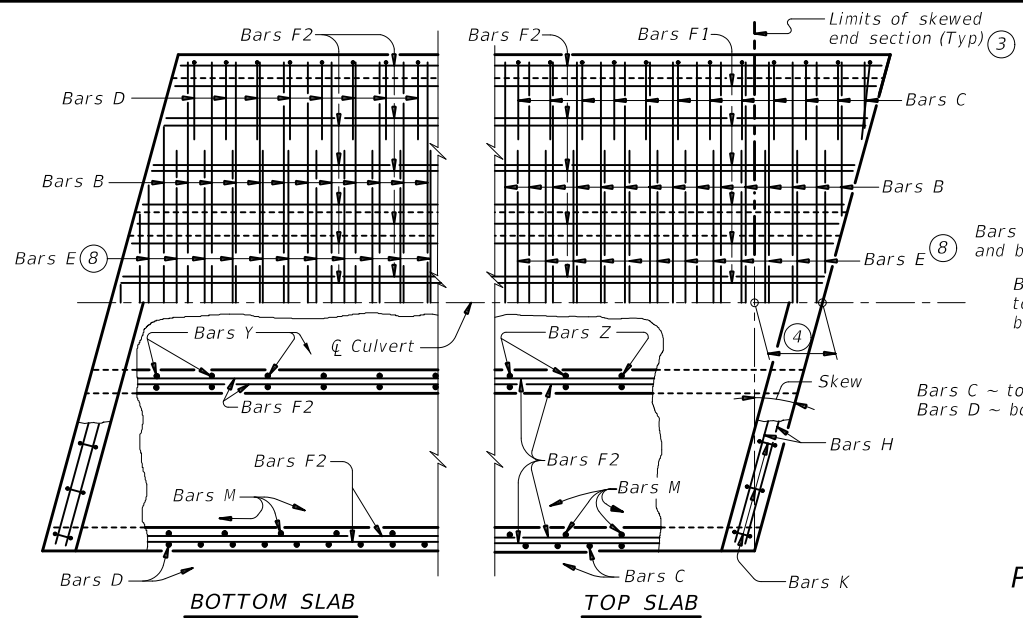 Limits of skewed
end section (Typ) 3
Bars F2
Bars F2
Bars F1
Bars D
Bars C
Bars B
Bars B
Bars E 8
Bars E 8
Bars
and b
B
to
b
Bars Y
℄ Culvert
Bars Z
4
Bars F2
Skew
Bars C ~ to
Bars D ~ bo
Bars H
Bars F2
Bars F2
Bars M
Bars M
Bars D
Bars C
Bars K
P
BOTTOM SLAB
TOP SLAB